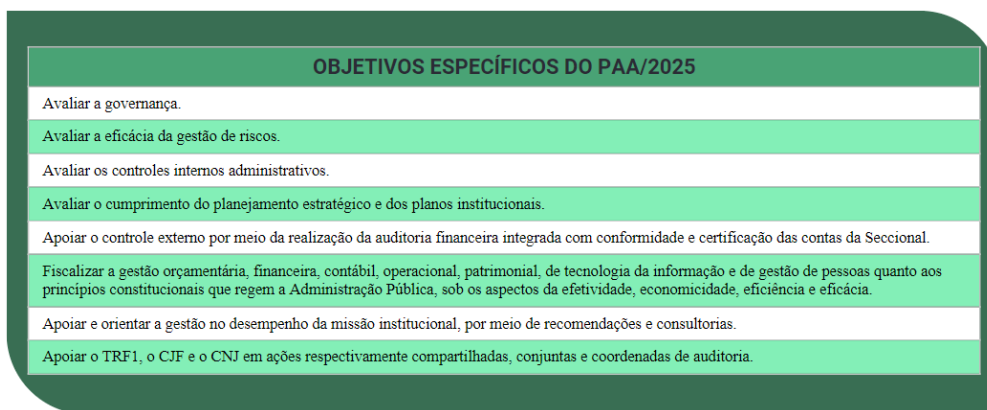 OBJETIVOS ESPECÍFICOS DO PAA/2025
Avaliar a governança.
Avaliar a eficácia da gestão de riscos.
Avaliar os controles internos administrativos.
Avaliar o cumprimento do planejamento estratégico e dos planos institucionais.
Apoiar o controle externo por meio da realização da auditoria financeira integrada com conformidade e certificação das contas da Seccional.
Fiscalizar a gestão orçamentária, financeira, contábil, operacional, patrimonial, de tecnologia da informação e de gestão de pessoas quanto aos
princípios constitucionais que regem a Administração Pública, sob os aspectos da efetividade, economicidade, eficiência e eficácia.
Apoiar e orientar a gestão no desempenho da missão institucional, por meio de recomendações e consultorias.
Apoiar o TRF1, o CJF e o CNJ em ações respectivamente compartilhadas, conjuntas e coordenadas de auditoria.